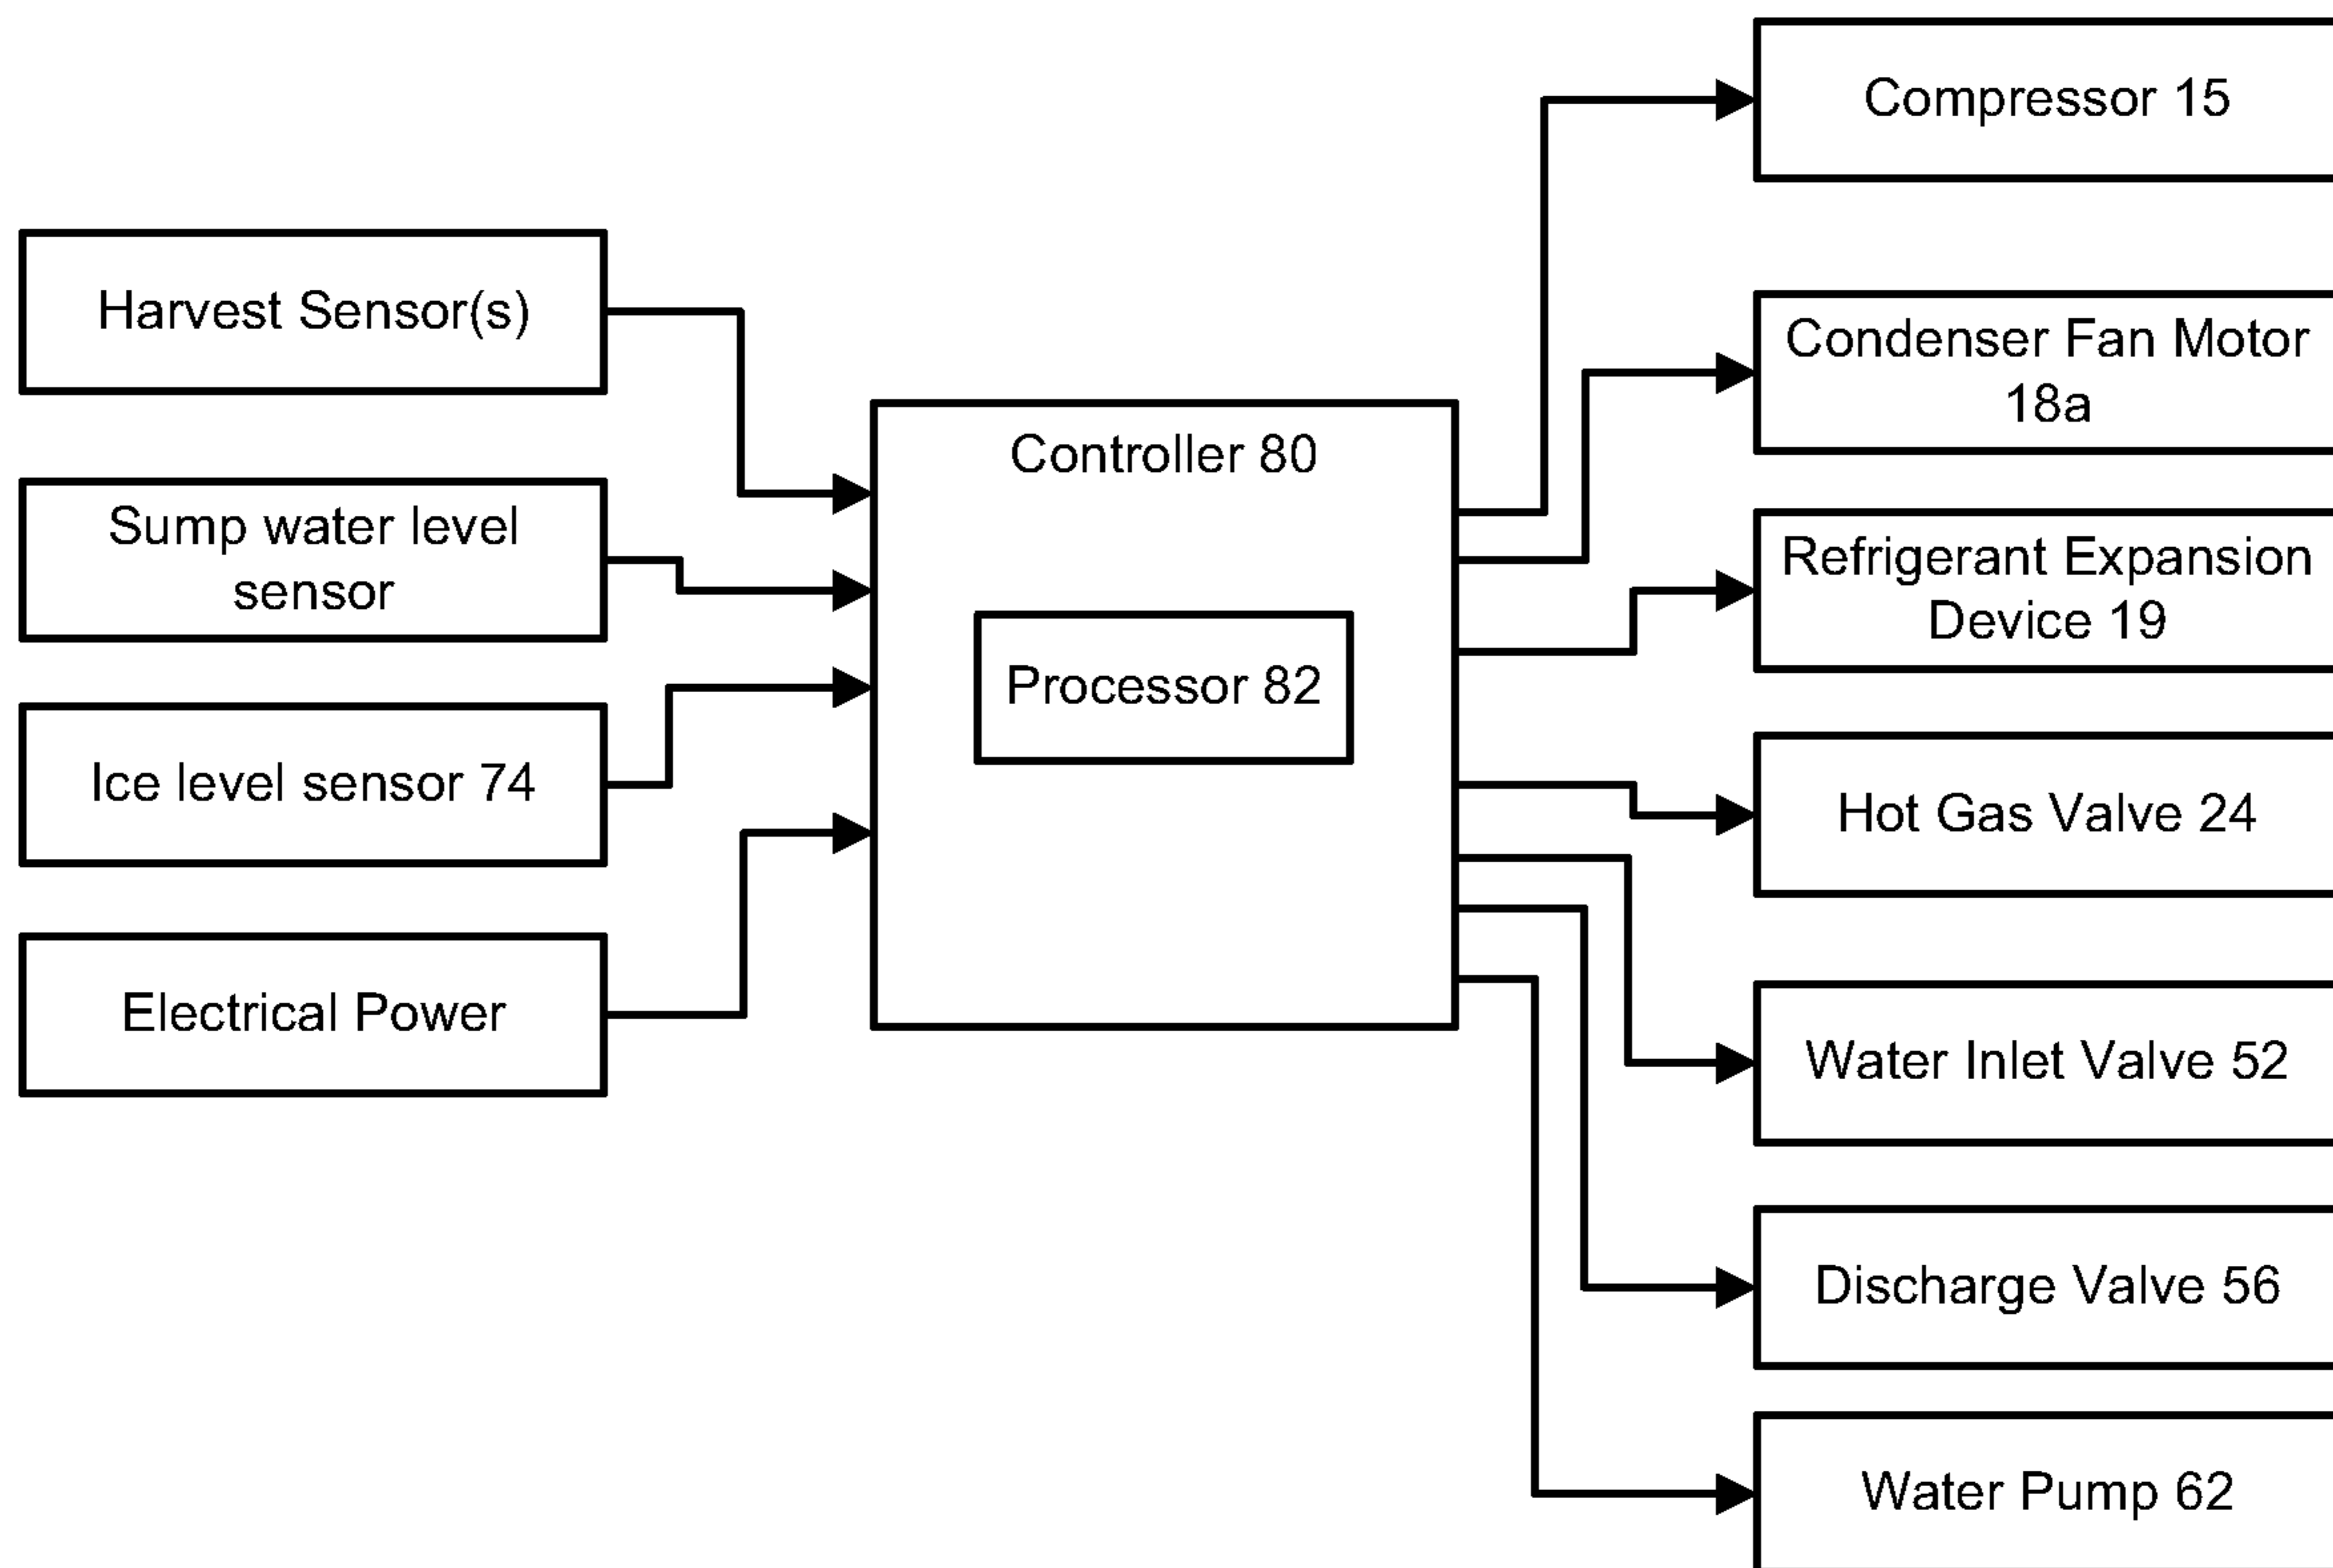 Harvest Sensor(s)
Sump water level
sensor
Ice level sensor 74
Electrical Power
Controller 80
Processor 82
Compressor 15
Condenser Fan Motor
18a
Refrigerant Expansion
Device 19
Hot Gas Valve 24
Water Inlet Valve 52
Discharge Valve 56
Water Pump 62